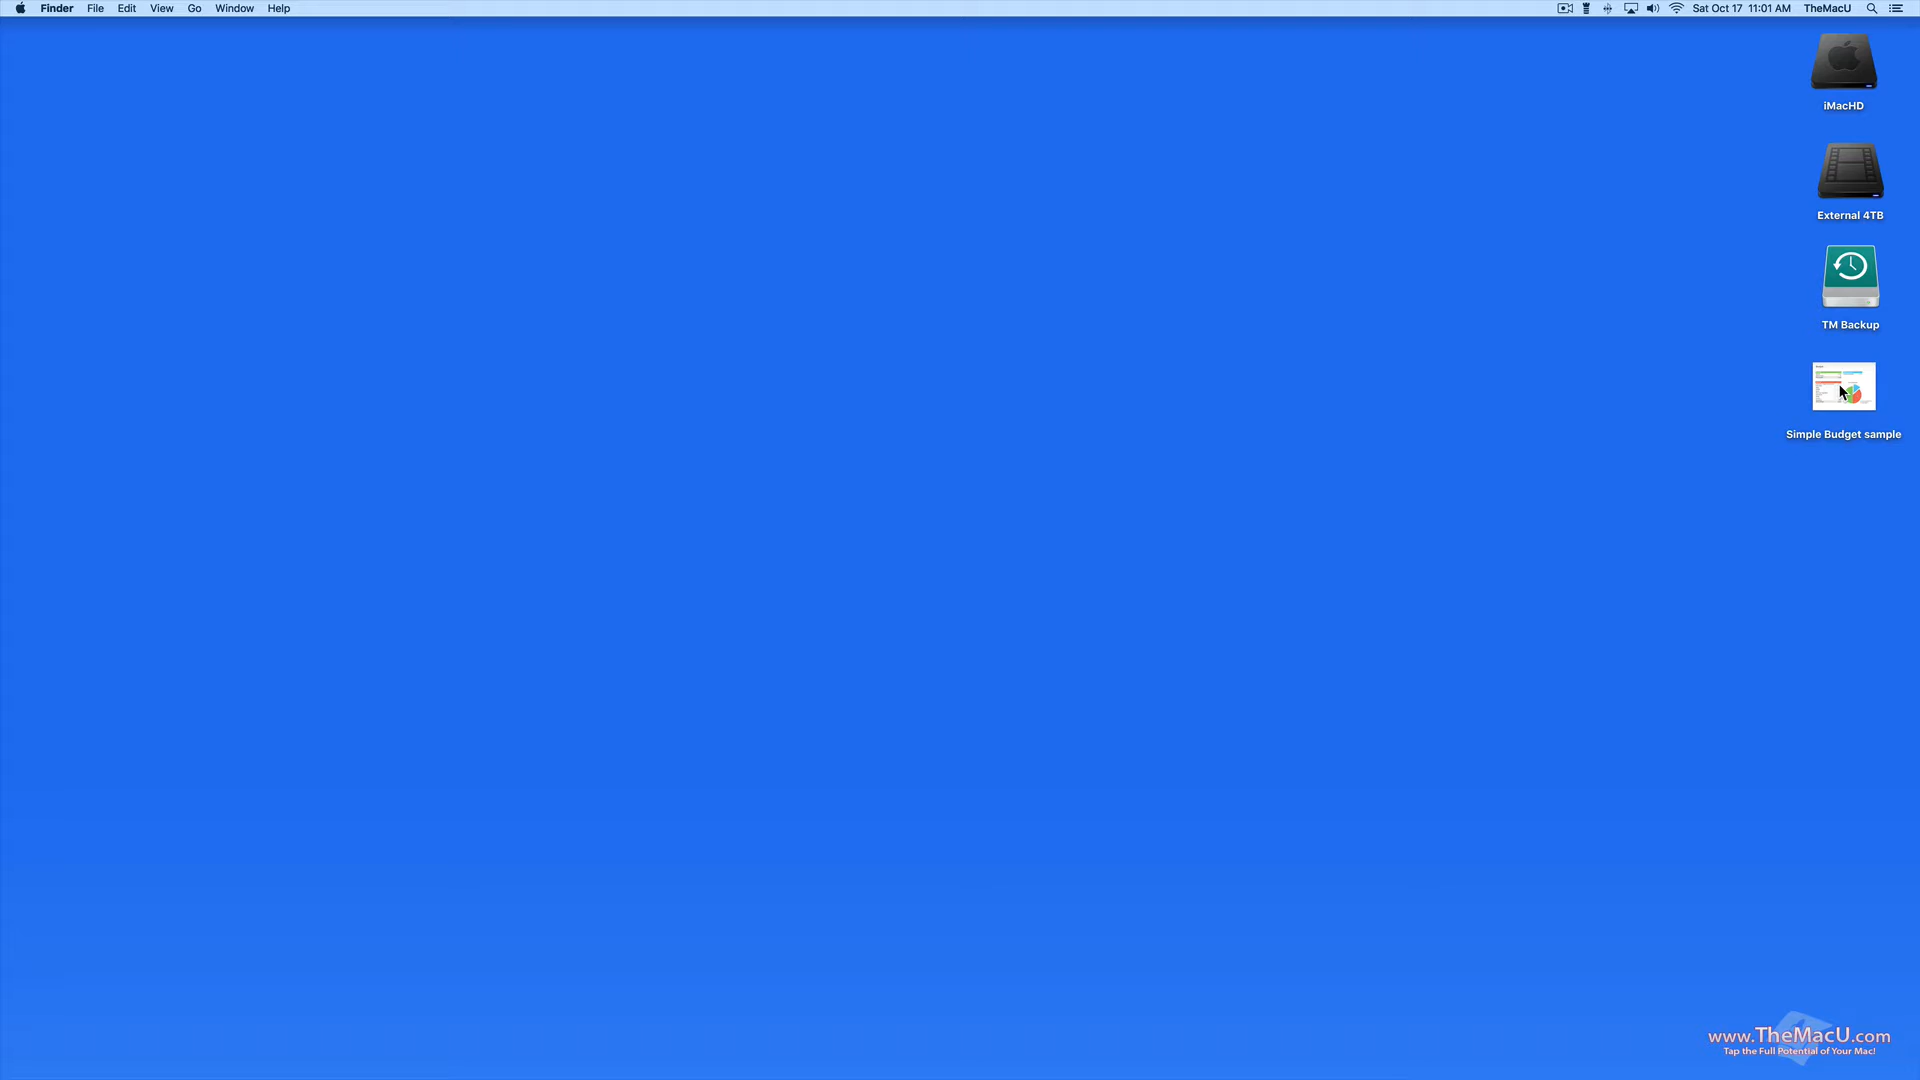 Finder File Edit View Go Window Help Sat Oct 17 11:01 AM TheMacU
iMacHD
External 4TB
TM Backup
Simple Budget sample
www.TheMacU.com
Tap the Full Potential of Your Mac!